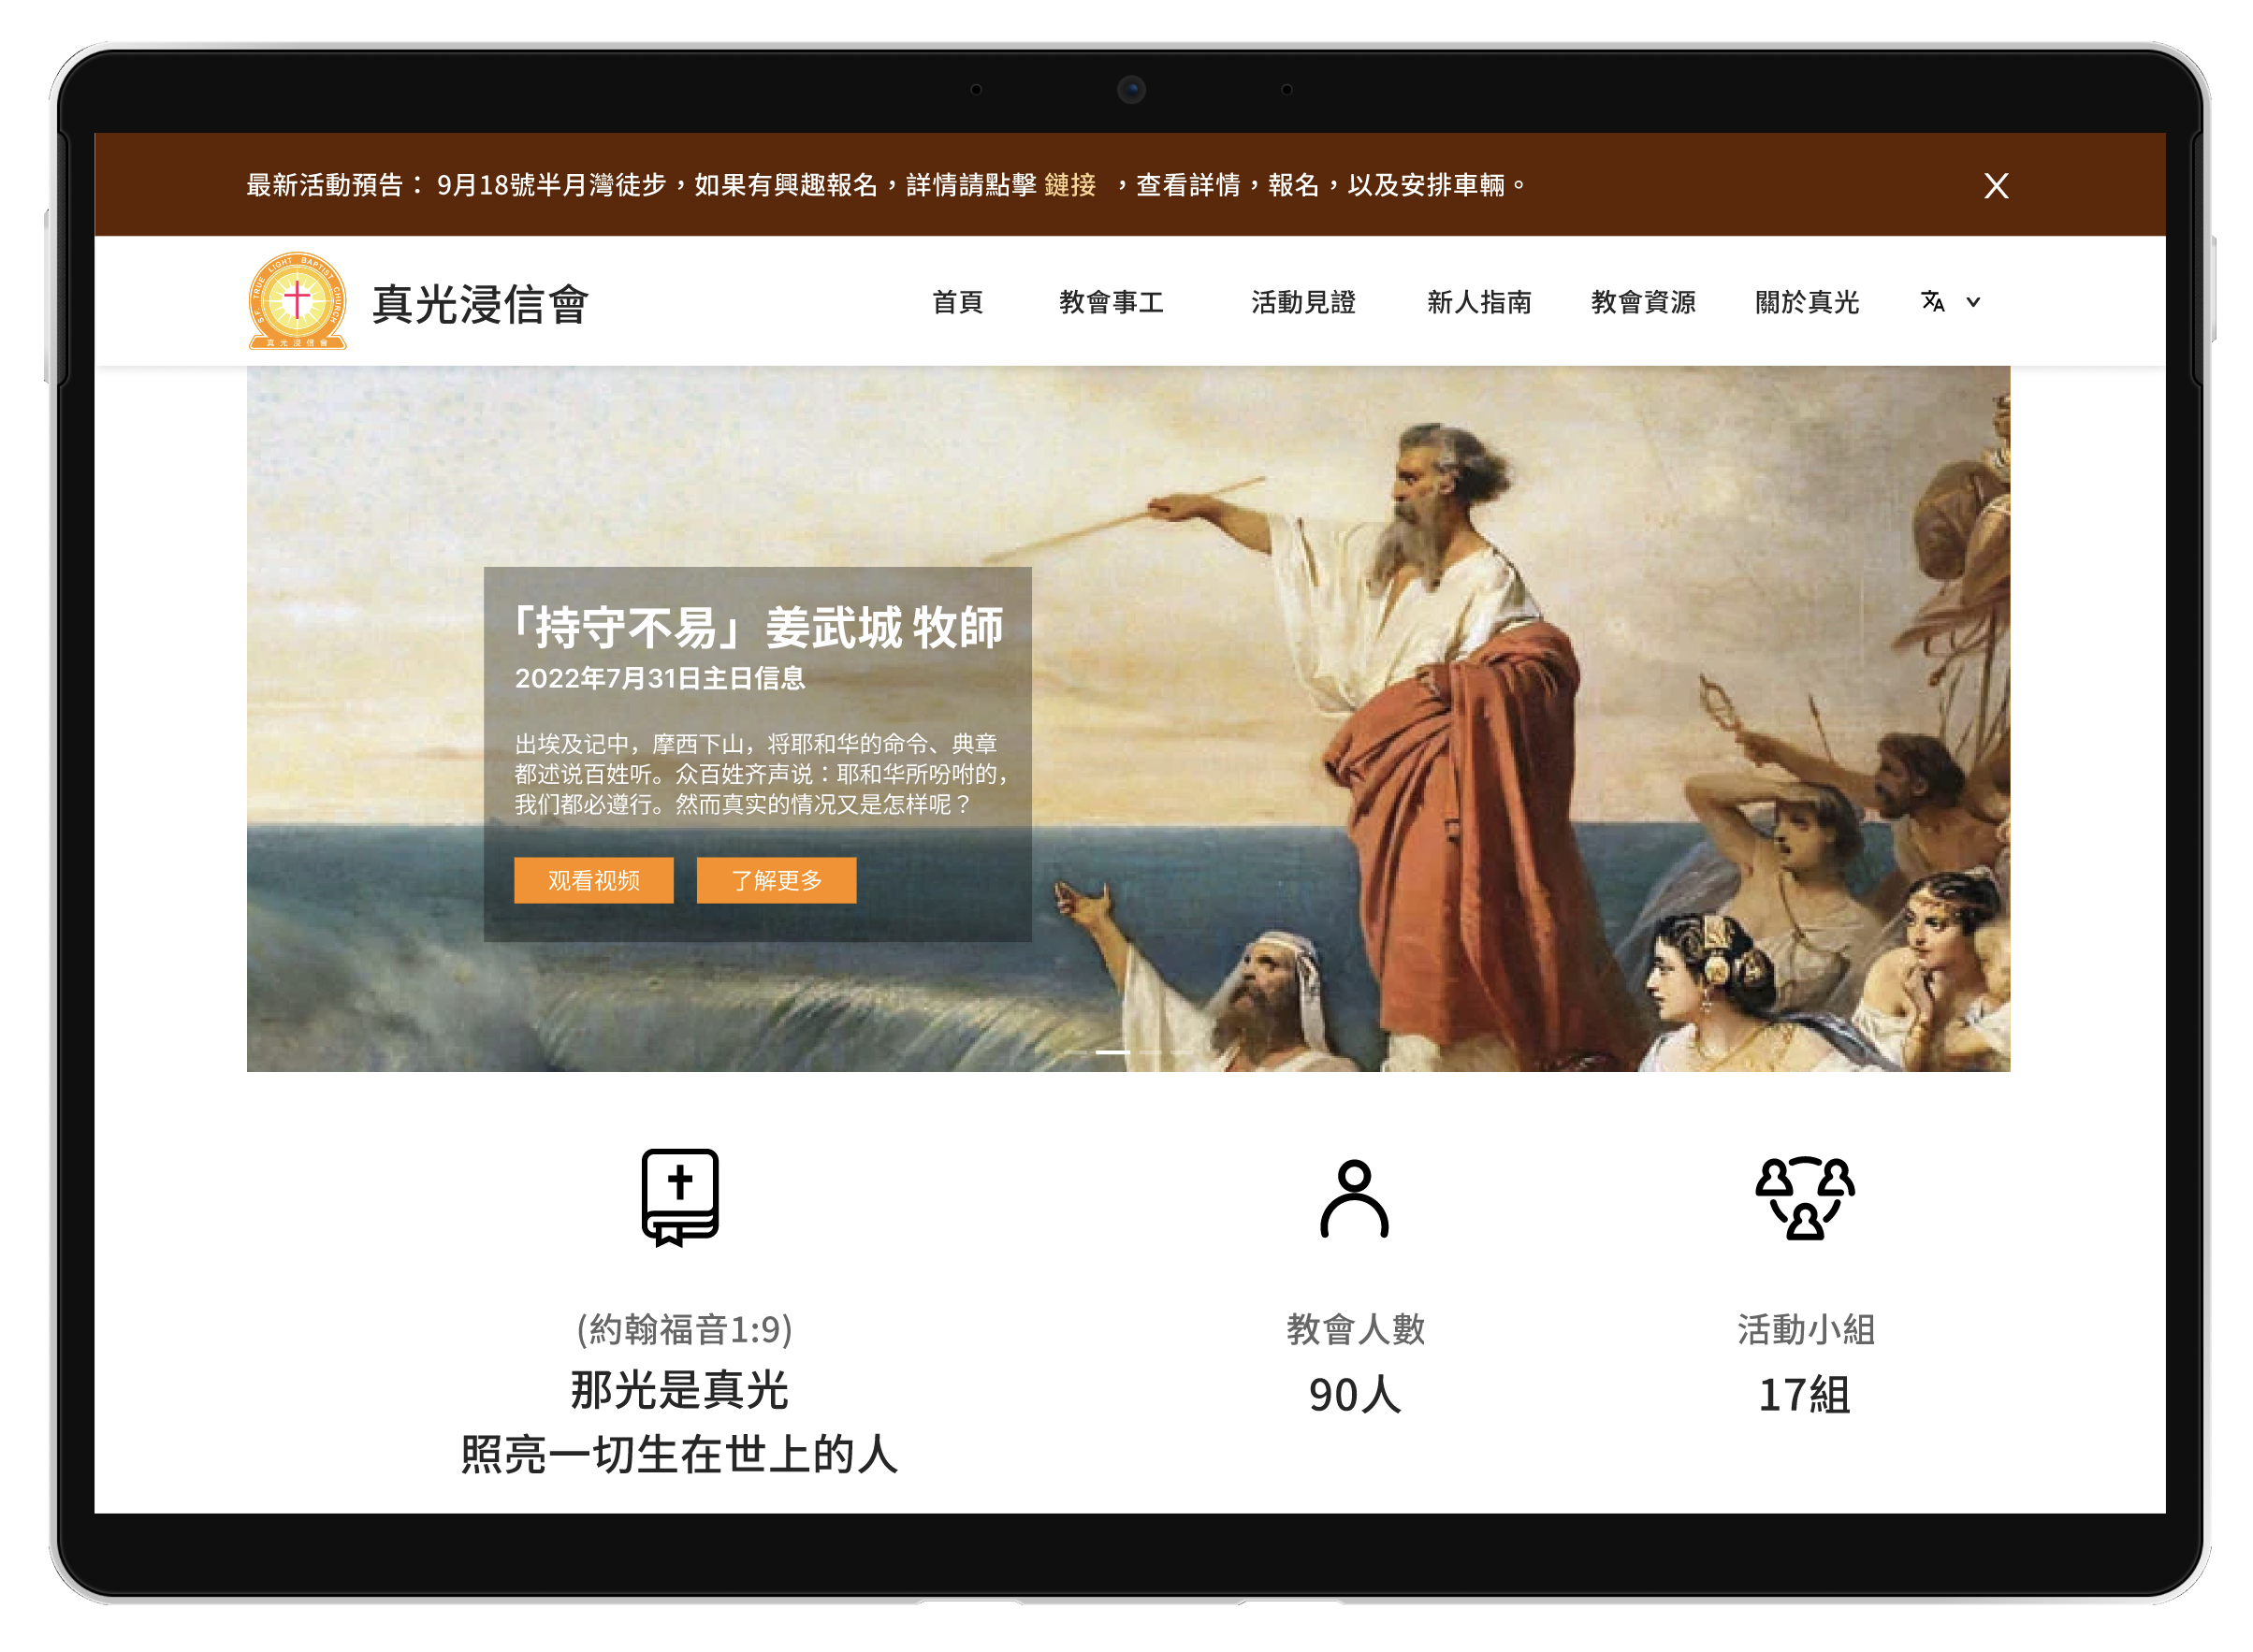 最新活動預告： 9月18號半月灣徒步，如果有興趣報名，詳情請點擊 鏈接 ，查看詳情，報名，以及安排車輛。
X
S.F. TRUE LIGHT BAPTIST CHURCH
真光浸信會
真光浸信會
首頁
教會事工
活動見證
新人指南
教會資源
關於真光
「持守不易」姜武城 牧師
2022年7月31日主日信息
出埃及记中，摩西下山，将耶和华的命令、典章
都述说百姓听。众百姓齐声说：耶和华所吩咐的，
我们都必遵行。然而真实的情况又是怎样呢？
观看视频
了解更多
(約翰福音1:9)
那光是真光
照亮一切生在世上的人
教會人數
90人
活動小組
17組